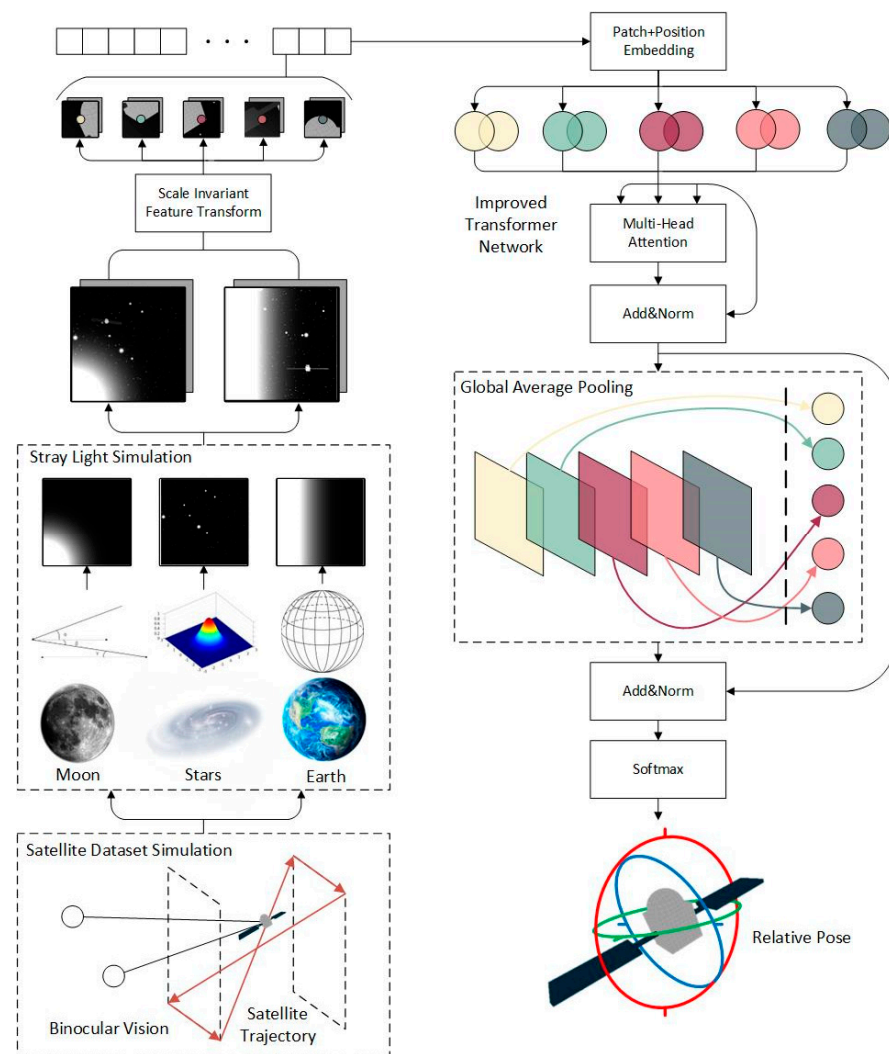 Patch+Position
Embedding
Scale Invariant
Feature Transform
Improved
Transformer
Network
Multi-Head
Attention
Add&Norm
Global Average Pooling
Stray Light Simulation
Moon
Stars
Earth
Add&Norm
Softmax
Satellite Dataset Simulation
Binocular Vision
Satellite
Trajectory
Relative Pose